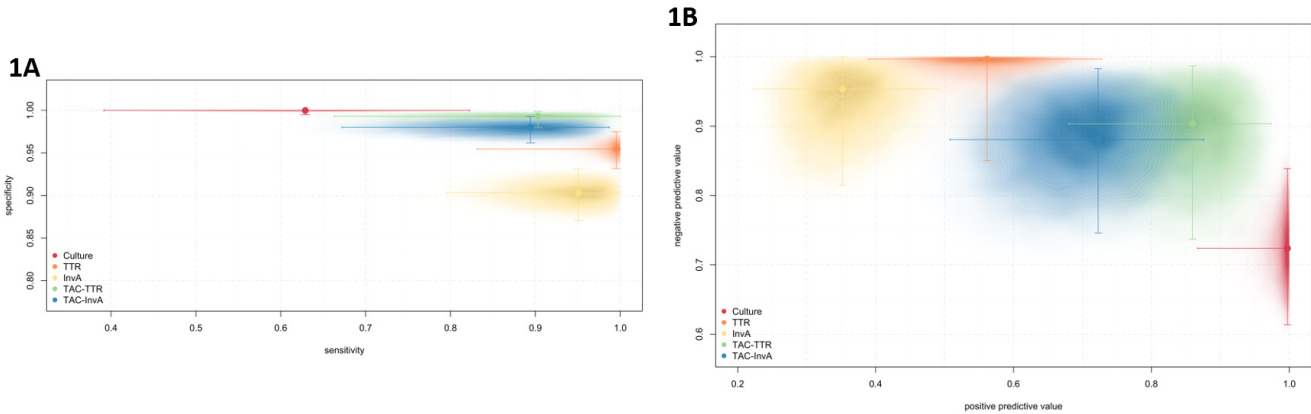 1A
1.00
0.95
0.90
0.85
0.80
specificity
Culture
TTR
InvA
TAC-TTR
TAC-InvA
0.4 0.5 0.6 0.7 0.8 0.9 1.0
sensitivity
1B
1.0
0.9
0.8
0.7
0.6
negative predictive value
Culture
TTR
InvA
TAC-TTR
TAC-InvA
0.2 0.4 0.6 0.8 1.0
positive predictive value